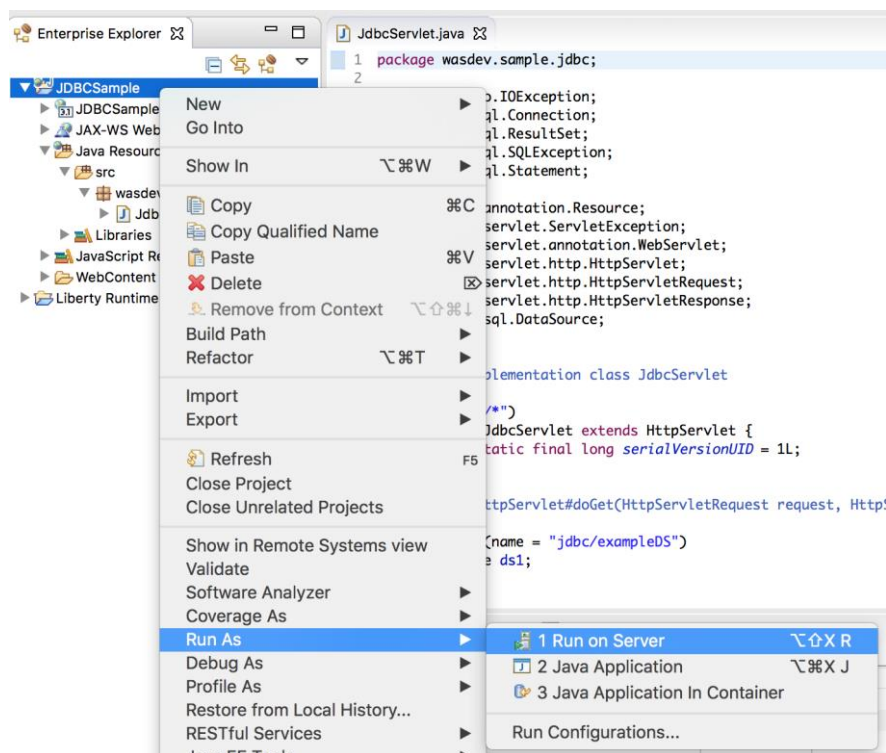 Enterprise Explorer
JDBCSample
JDBCSample
JAX-WS Web
Java Resourc
src
wasdev
Jdb
Libraries
JavaScript Re
WebContent
Liberty Runtime
New
Go Into
Show In ⌥⌘W
Copy ⌘C
Copy Qualified Name
Paste ⌘V
Delete ⌦
Remove from Context ⌥⇧⌘↓
Build Path
Refactor ⌥⌘T
Import
Export
Refresh F5
Close Project
Close Unrelated Projects
Show in Remote Systems view
Validate
Software Analyzer
Coverage As
Run As
Debug As
Profile As
Restore from Local History...
RESTful Services
1 Run on Server ⌥⇧X R
2 Java Application ⌥⌘X J
3 Java Application In Container
Run Configurations...
JdbcServlet.java
1 package wasdev.sample.jdbc;
2
o.IOException;
ql.Connection;
ql.ResultSet;
ql.SQLException;
ql.Statement;
annotation.Resource;
servlet.ServletException;
servlet.annotation.WebServlet;
servlet.http.HttpServlet;
servlet.http.HttpServletRequest;
servlet.http.HttpServletResponse;
sql.DataSource;
plementation class JdbcServlet
/*")
JdbcServlet extends HttpServlet {
tatic final long serialVersionUID = 1L;
ttpServlet#doGet(HttpServletRequest request, HttpS
(name = "jdbc/exampleDS")
e ds1;